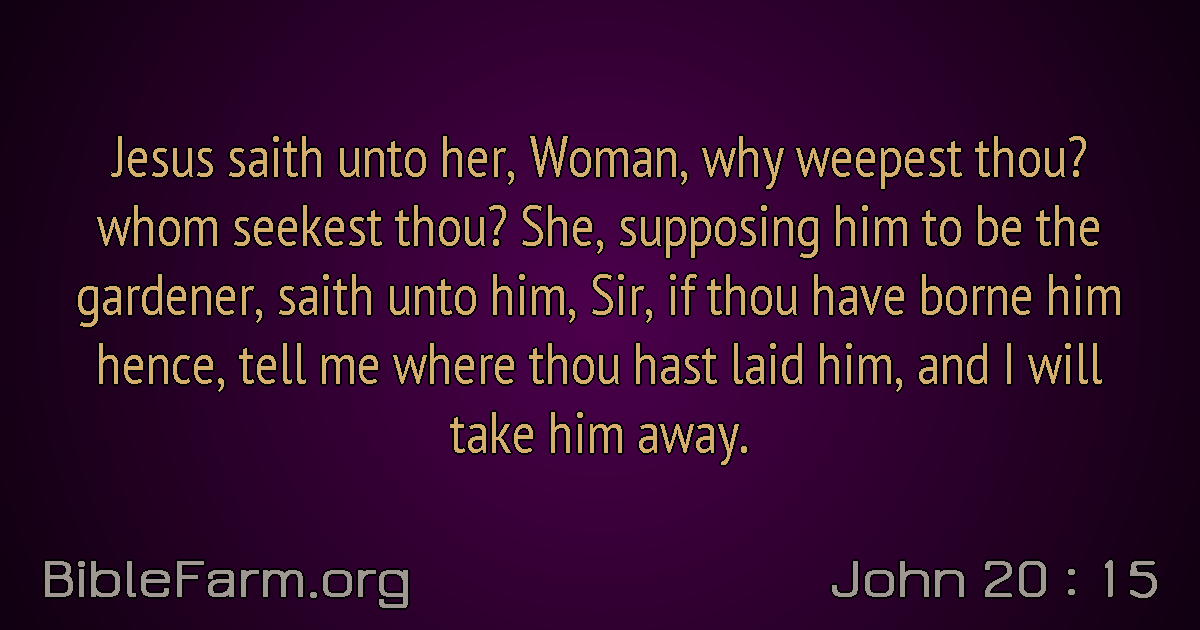 Jesus saith unto her, Woman, why weepest thou?
whom seekest thou? She, supposing him to be the
gardener, saith unto him, Sir, if thou have borne him
hence, tell me where thou hast laid him, and I will
take him away.
BibleFarm.org
John 20 : 15